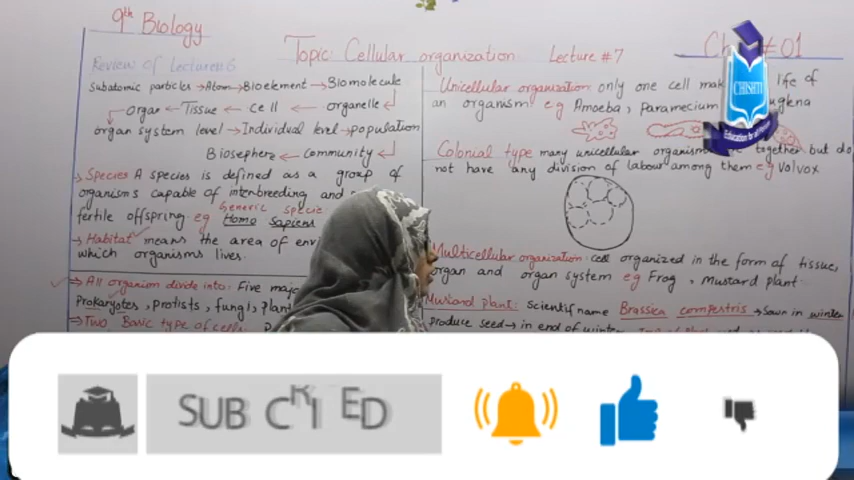 9th Biology
Topic: Cellular organization
Lecture #7
Ch # 01
Review of Lecture:6
Subatomic particles → Atom → Bioelement → Biomolecule
organ ← Tissue ← cell ← organelle
organ system level → Individual level → population
Biosphere ← community
Species A species is defined as a group of
organisms capable of interbreeding and
fertile offspring. eg Homo Sapiens
Generic specie
Habitat means the area of
which organisms lives.
All organism divide into: Five
Prokaryotes, protists, fungi,
Two Basic type of cells:
Unicellular organization only one cell life of
an organism eg Amoeba, Paramecium
Colonial type many unicellular together but do
not have any division of labour among them eg Volvox
Multicellular organization: cell organized in the form of tissue,
organ and organ system eg Frog, Mustard plant.
Mustard plant: Scientific name Brassica compestris → Sown in winter
produce seed → in end of winter
CHISHTI
Education for all
SUBSCRIBED